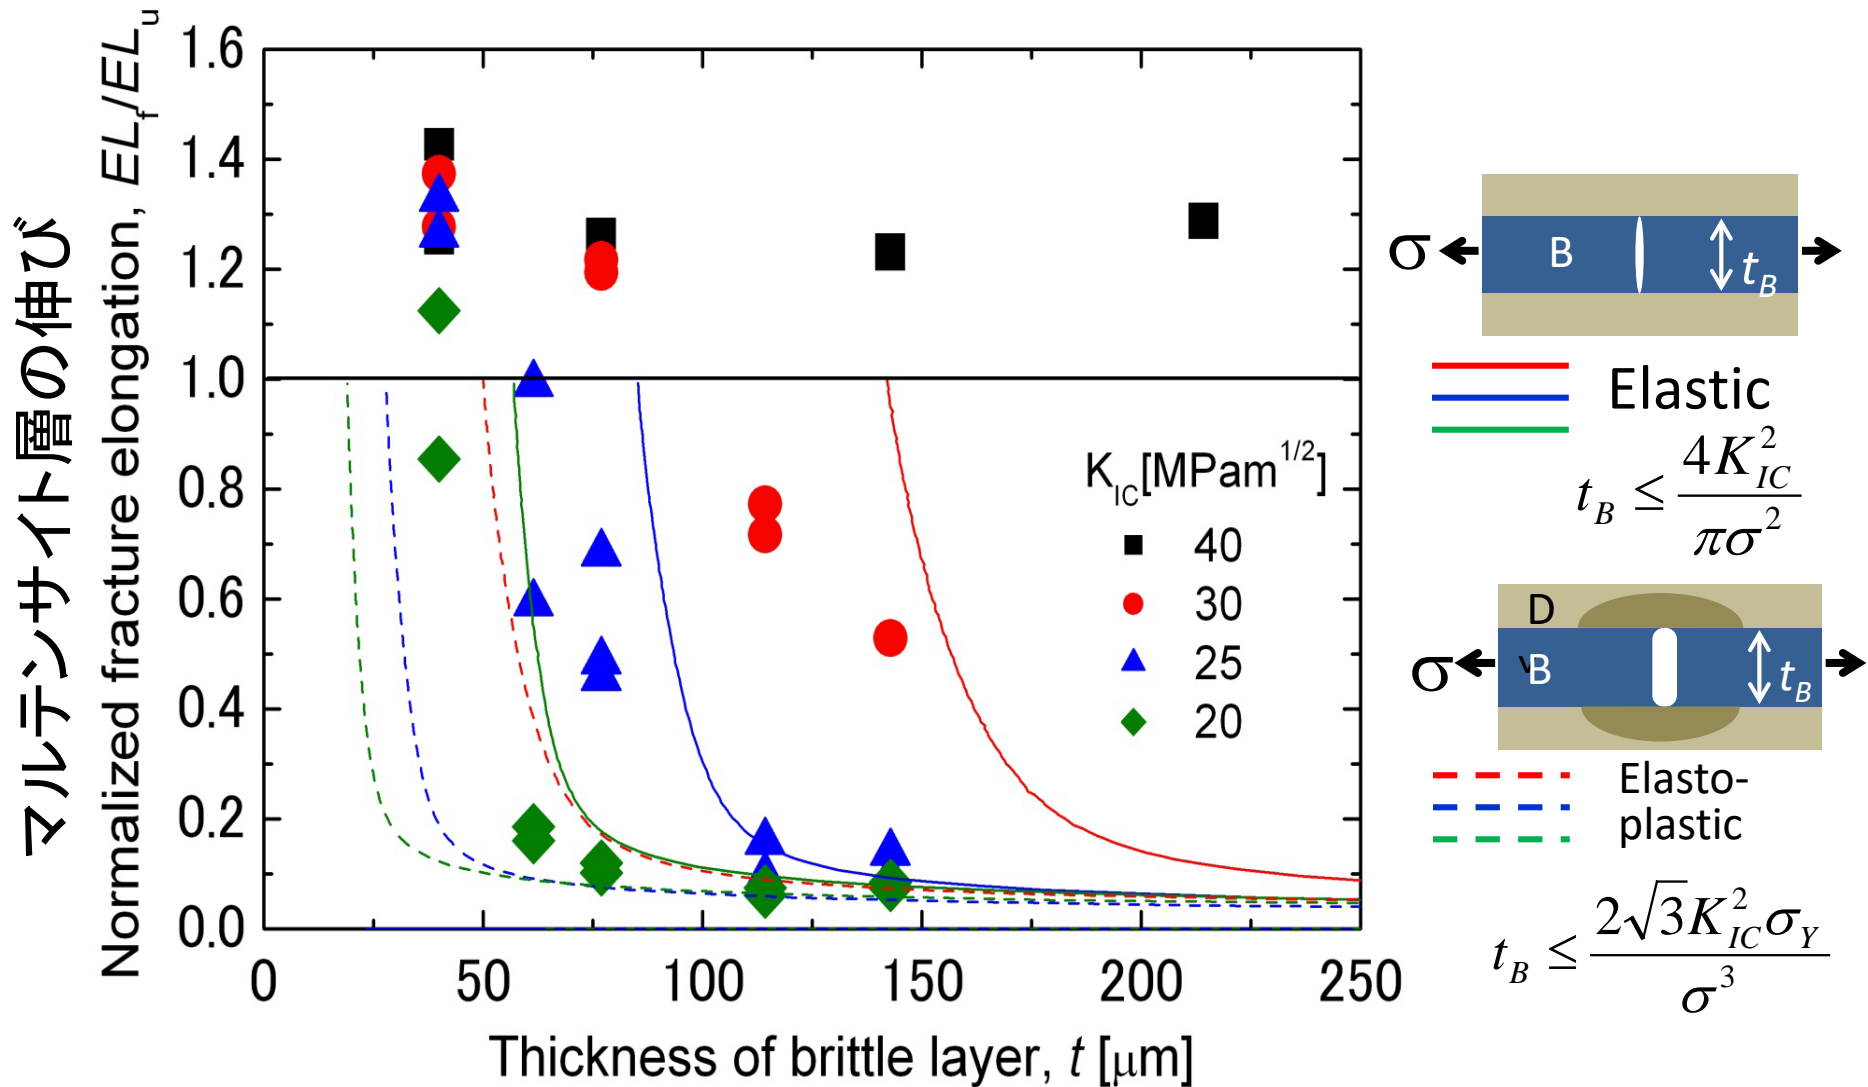 マルテンサイト層の伸び
Normalized fracture elongation, EL_f/EL_u
1.6
1.4
1.2
1.0
0.8
0.6
0.4
0.2
0.0
0 50 100 150 200 250
Thickness of brittle layer, t [μm]
K_IC[MPam^1/2]
40
30
25
20
σ B t_B
Elastic
t_B ≤ 4K_IC^2 / πσ^2
D
σ vB t_B
Elasto-
plastic
t_B ≤ 2√3K_IC^2σ_Y / σ^3